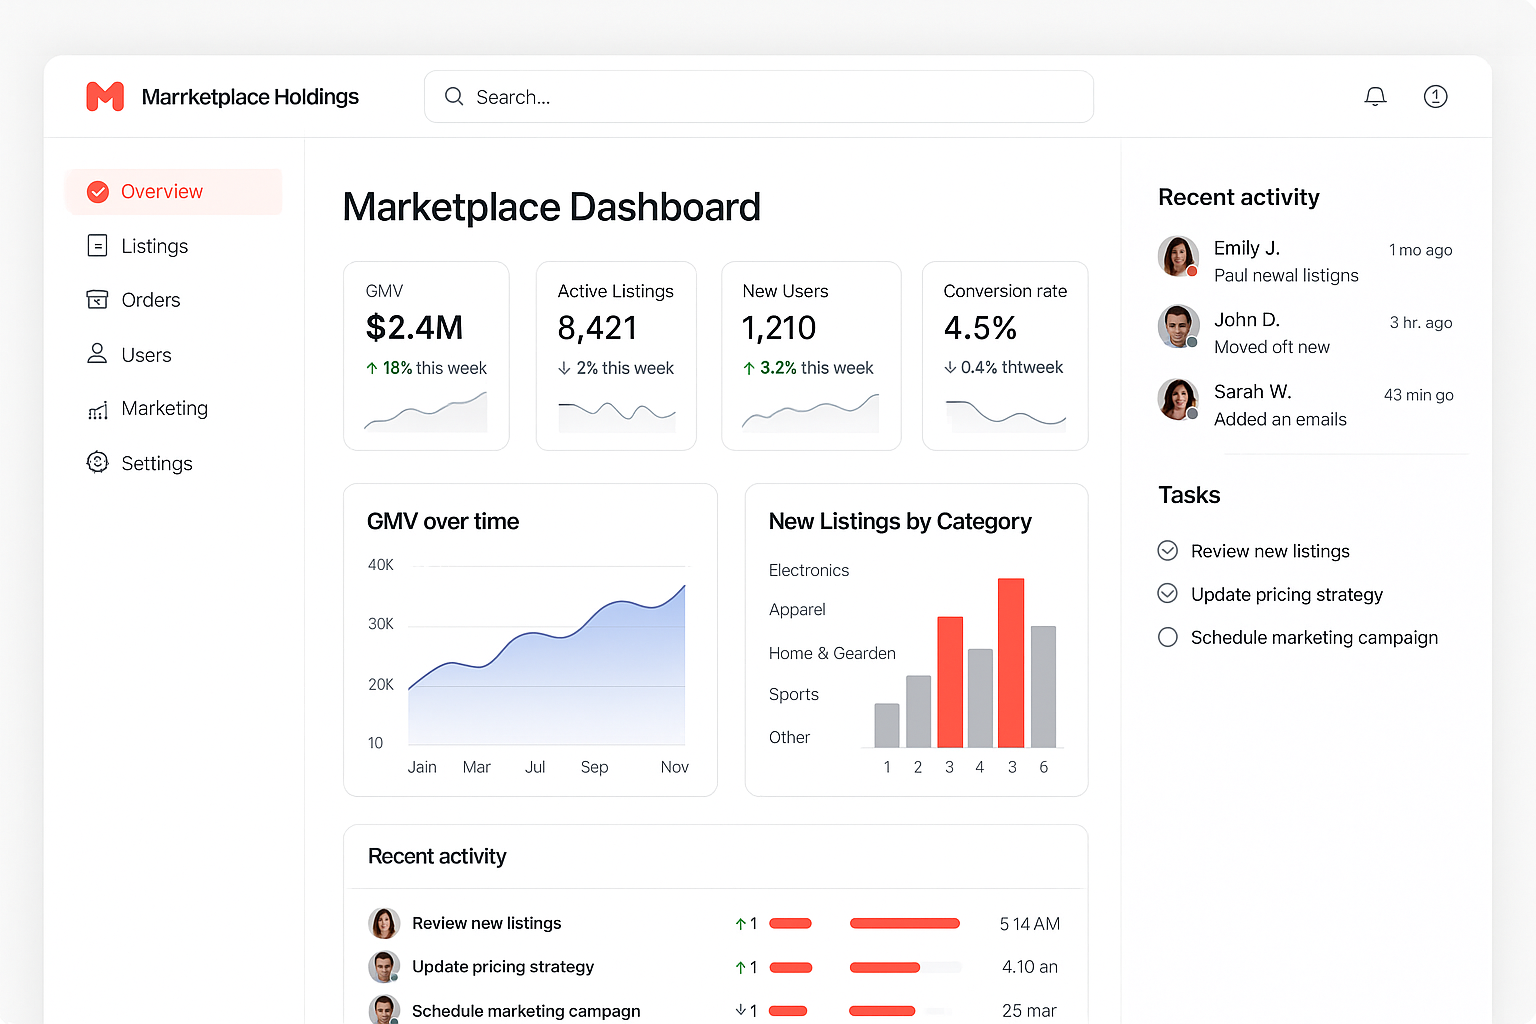 Marrketplace Holdings
Search...
1
Overview
Listings
Orders
Users
Marketing
Settings
Marketplace Dashboard
GMV
$2.4M
↑ 18% this week
Active Listings
8,421
↓ 2% this week
New Users
1,210
↑ 3.2% this week
Conversion rate
4.5%
↓ 0.4% thtweek
GMV over time
40K
30K
20K
10
Jain Mar Jul Sep Nov
New Listings by Category
Electronics
Apparel
Home & Gearden
Sports
Other
1 2 3 4 3 6
Recent activity
Review new listings ↑ 1 5 14 AM
Update pricing strategy ↑ 1 4.10 an
Schedule marketing campagn ↓ 1 25 mar
Recent activity
Emily J. 1 mo ago
Paul newal listigns
John D. 3 hr. ago
Moved oft new
Sarah W. 43 min go
Added an emails
Tasks
Review new listings
Update pricing strategy
Schedule marketing campaign